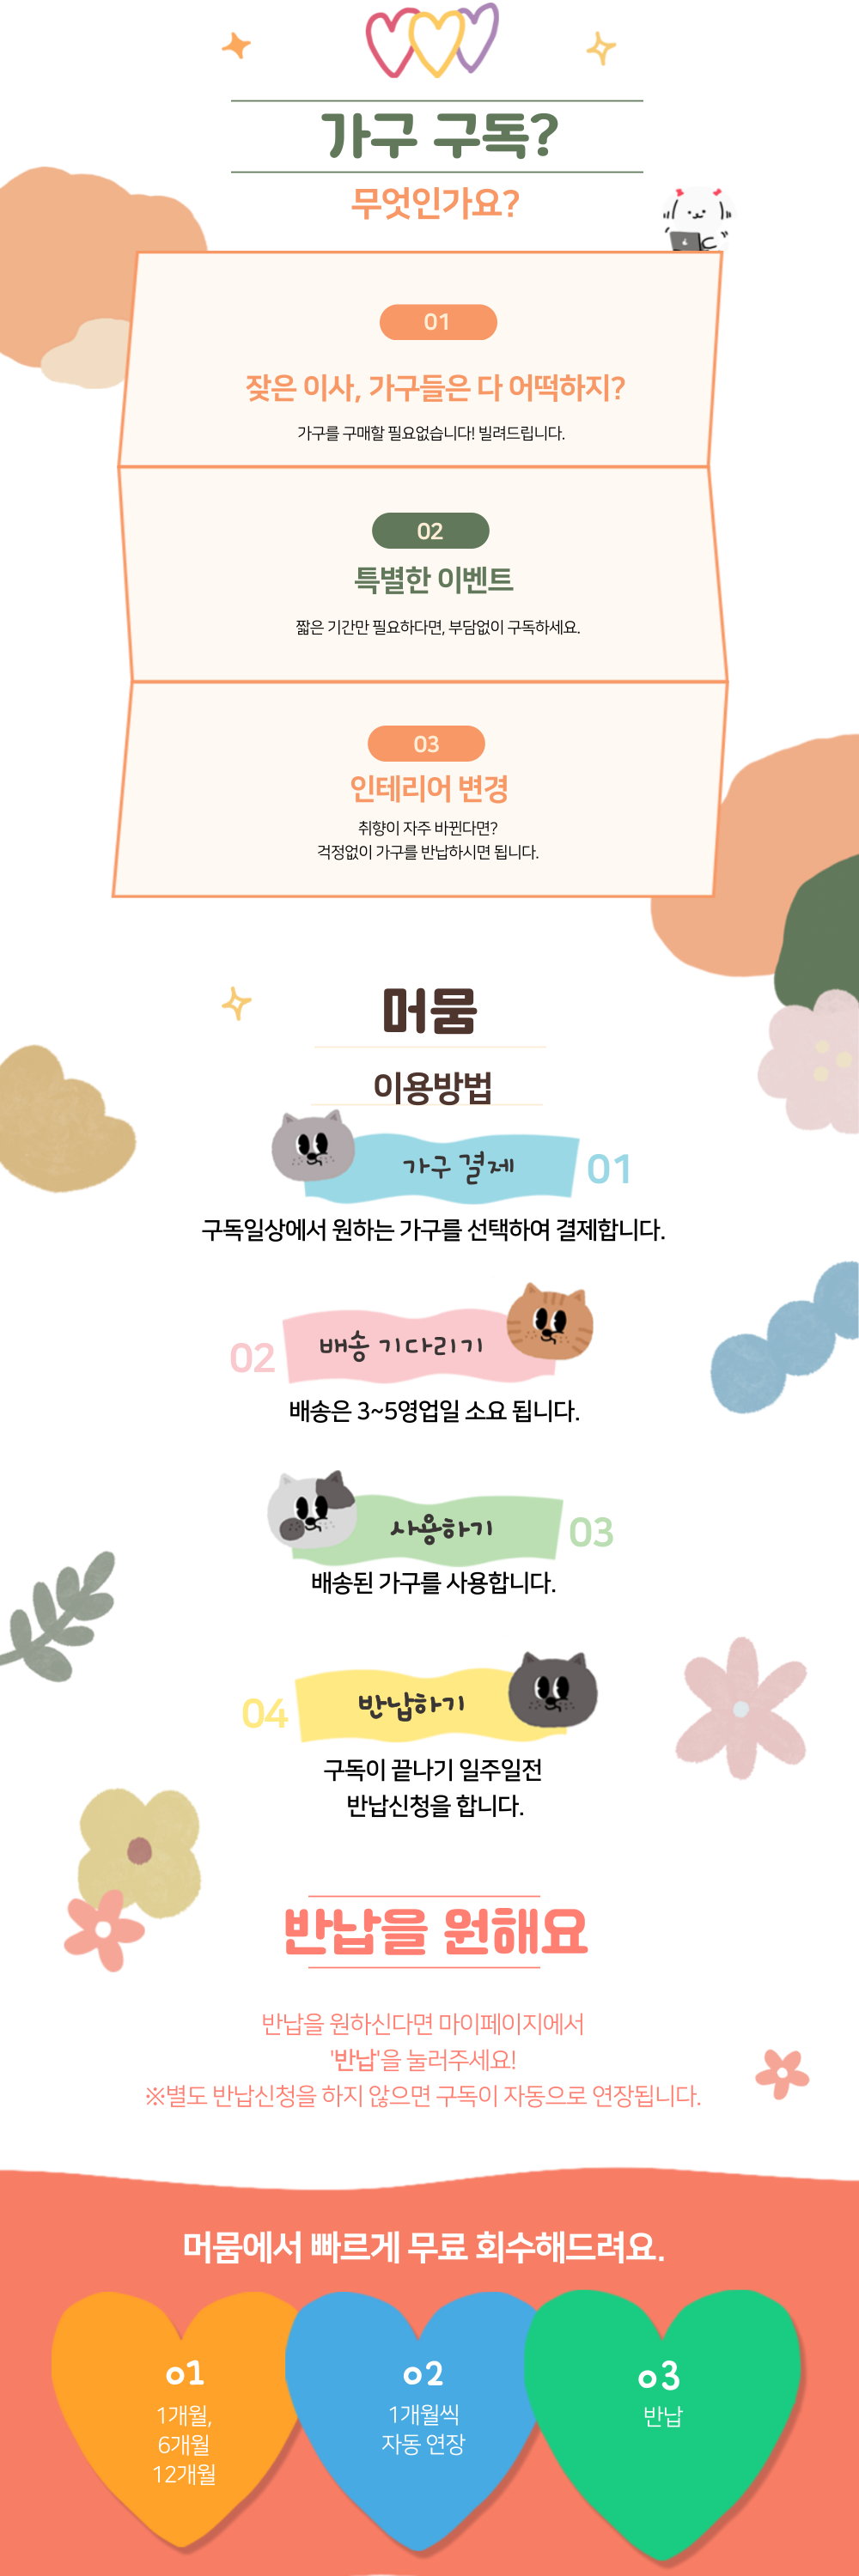 가구 구독?
무엇인가요?
01
잦은 이사, 가구들은 다 어떡하지?
가구를 구매할 필요없습니다! 빌려드립니다.
02
특별한 이벤트
짧은 기간만 필요하다면, 부담없이 구독하세요.
03
인테리어 변경
취향이 자주 바뀐다면?
걱정없이 가구를 반납하시면 됩니다.
머뭄
이용방법
가구 결제 01
구독일상에서 원하는 가구를 선택하여 결제합니다.
02 배송 기다리기
배송은 3~5영업일 소요 됩니다.
사용하기 03
배송된 가구를 사용합니다.
04 반납하기
구독이 끝나기 일주일전
반납신청을 합니다.
반납을 원해요
반납을 원하신다면 마이페이지에서
'반납'을 눌러주세요!
※별도 반납신청을 하지 않으면 구독이 자동으로 연장됩니다.
머뭄에서 빠르게 무료 회수해드려요.
01
1개월,
6개월
12개월
02
1개월씩
자동 연장
03
반납